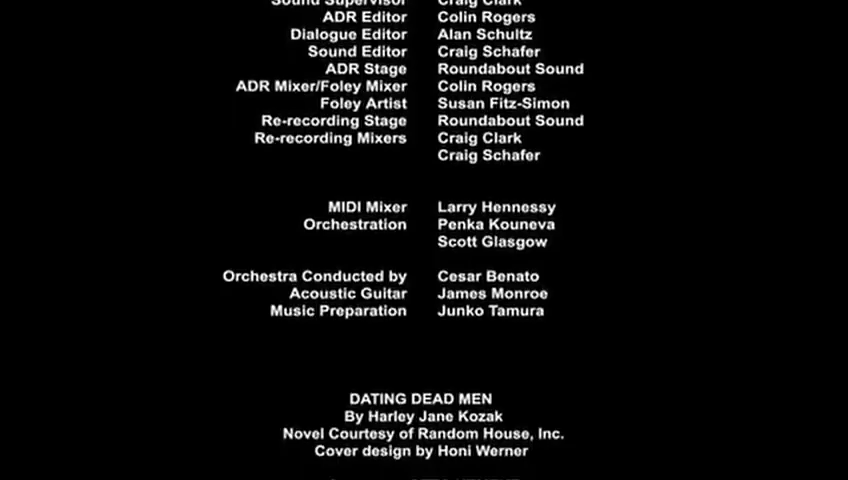 Sound Supervisor Craig Clark
ADR Editor Colin Rogers
Dialogue Editor Alan Schultz
Sound Editor Craig Schafer
ADR Stage Roundabout Sound
ADR Mixer/Foley Mixer Colin Rogers
Foley Artist Susan Fitz-Simon
Re-recording Stage Roundabout Sound
Re-recording Mixers Craig Clark
Craig Schafer
MIDI Mixer Larry Hennessy
Orchestration Penka Kouneva
Scott Glasgow
Orchestra Conducted by Cesar Benato
Acoustic Guitar James Monroe
Music Preparation Junko Tamura
DATING DEAD MEN
By Harley Jane Kozak
Novel Courtesy of Random House, Inc.
Cover design by Honi Werner